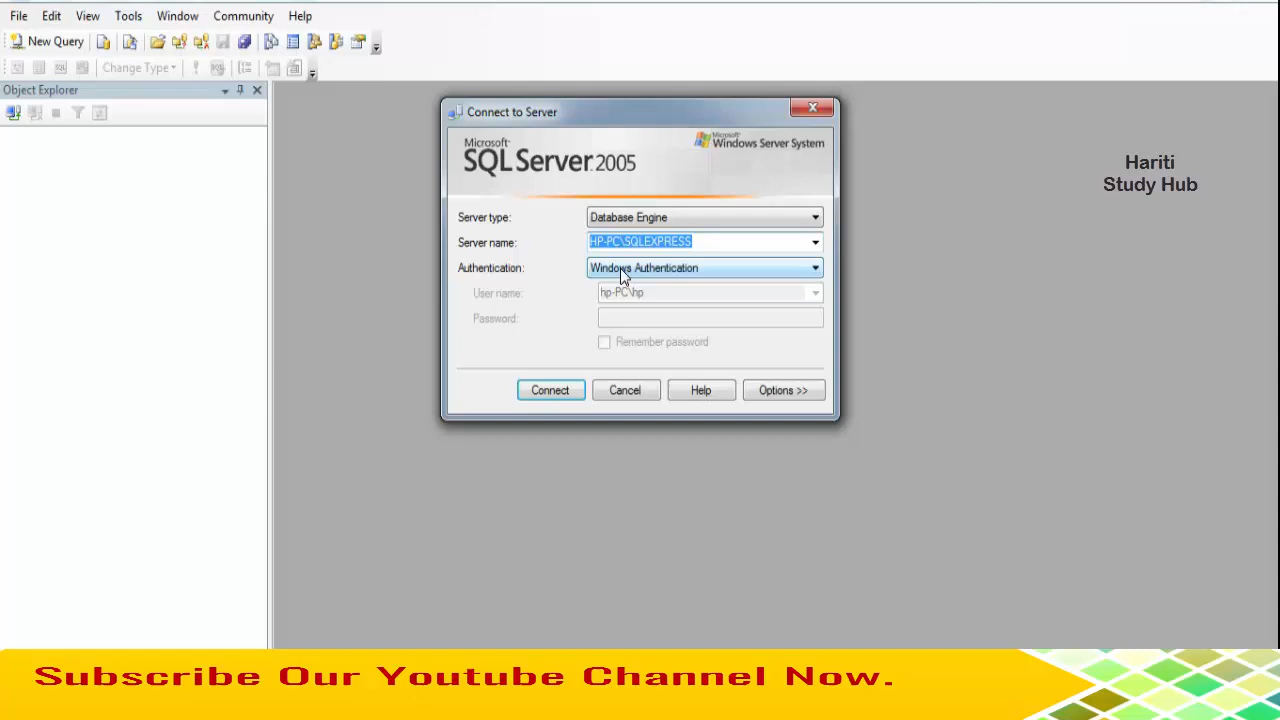 File Edit View Tools Window Community Help
New Query
Change Type
Object Explorer
Connect to Server
Microsoft
SQL Server 2005
Microsoft
Windows Server System
Hariti
Study Hub
Server type: Database Engine
Server name: HP-PC\SQLEXPRESS
Authentication: Windows Authentication
User name: hp-PC\hp
Password:
Remember password
Connect Cancel Help Options >>
Subscribe Our Youtube Channel Now.